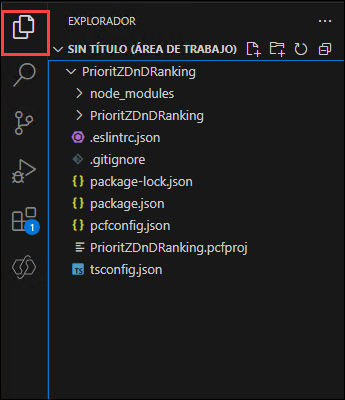 EXPLORADOR
SIN TÍTULO (ÁREA DE TRABAJO)
PrioritZDnDRanking
node_modules
PrioritZDnDRanking
.eslintrc.json
.gitignore
package-lock.json
package.json
pcfconfig.json
PrioritZDnDRanking.pcfproj
TS tsconfig.json
1